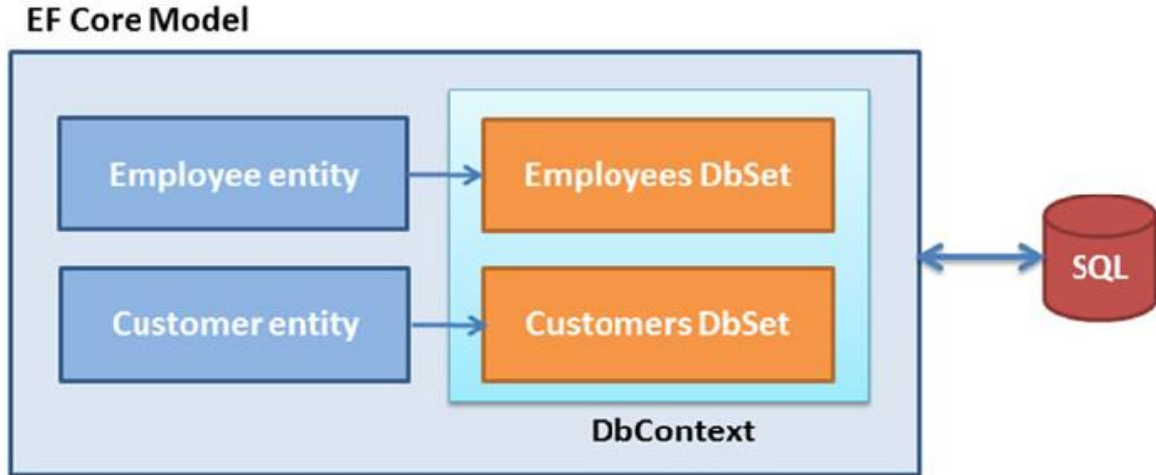 EF Core Model
Employee entity
Employees DbSet
Customer entity
Customers DbSet
SQL
DbContext